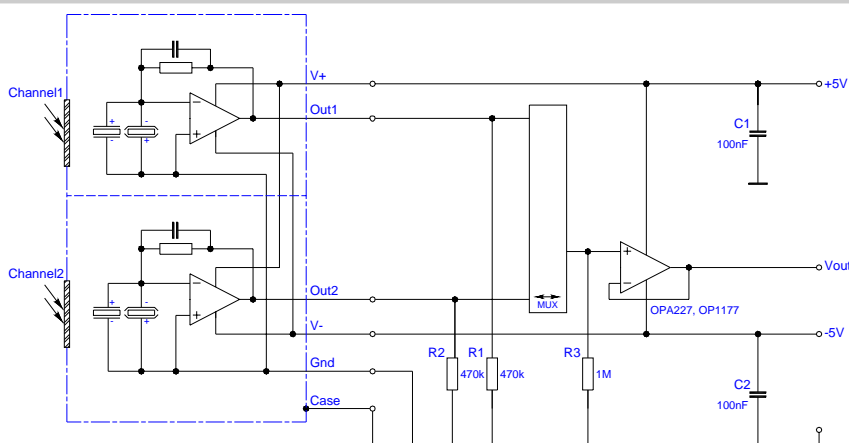 V+
+5V
Channel1
Out1
C1
100nF
+
-
-
+
-
+
Channel2
Vout
Out2
MUX
+
-
OPA227, OP1177
+
-
-
+
-
+
V-
-5V
Gnd
R2
470k
R1
470k
R3
1M
C2
100nF
Case